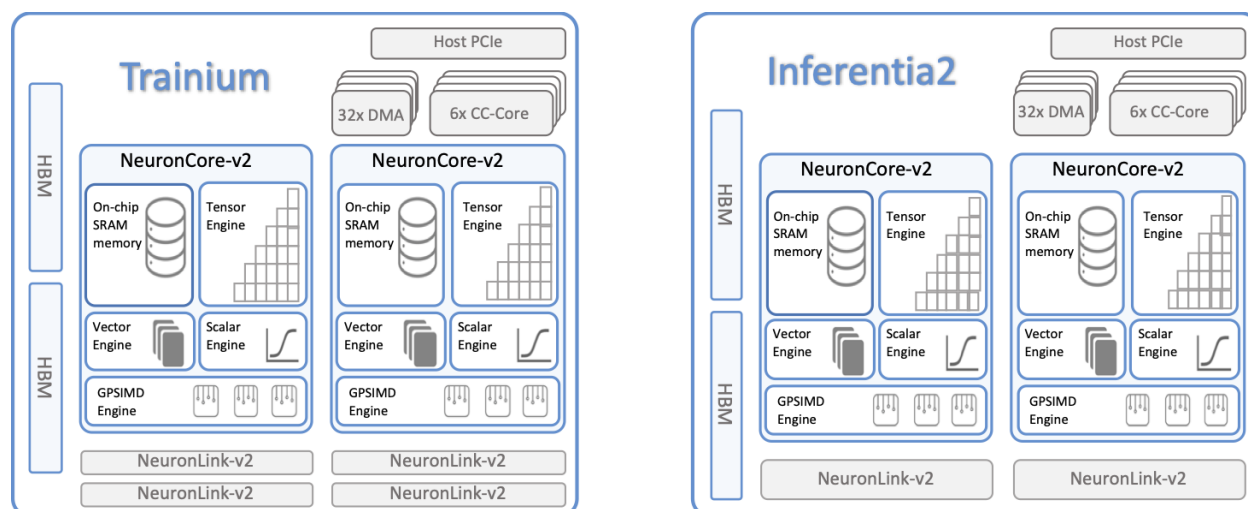 Host PCIe
Trainium
32x DMA
6x CC-Core
HBM
HBM
NeuronCore-v2
On-chip
SRAM
memory
Tensor
Engine
Vector
Engine
Scalar
Engine
GPSIMD
Engine
NeuronCore-v2
On-chip
SRAM
memory
Tensor
Engine
Vector
Engine
Scalar
Engine
GPSIMD
Engine
NeuronLink-v2
NeuronLink-v2
NeuronLink-v2
NeuronLink-v2
Host PCIe
Inferentia2
32x DMA
6x CC-Core
HBM
HBM
NeuronCore-v2
On-chip
SRAM
memory
Tensor
Engine
Vector
Engine
Scalar
Engine
GPSIMD
Engine
NeuronCore-v2
On-chip
SRAM
memory
Tensor
Engine
Vector
Engine
Scalar
Engine
GPSIMD
Engine
NeuronLink-v2
NeuronLink-v2